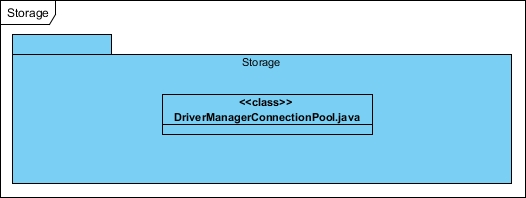 Storage
Storage
<<class>>
DriverManagerConnectionPool.java